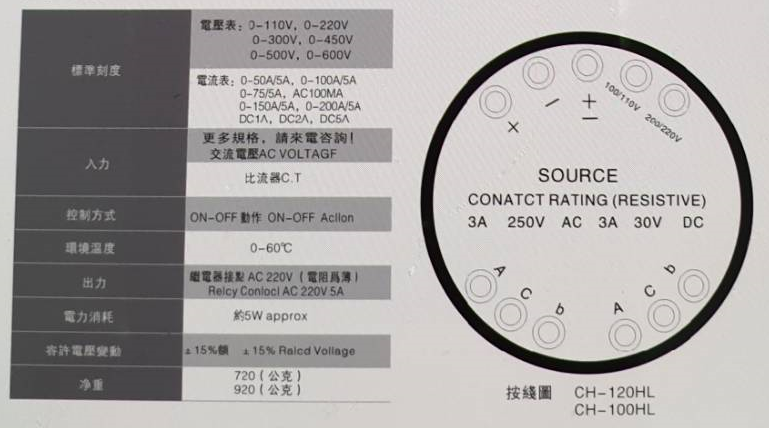 標準刻度
電壓表: 0-110V, 0-220V
0-300V, 0-450V
0-500V, 0-600V
電流表: 0-50A/5A, 0-100A/5A
0-75/5A, AC100MA
0-150A/5A, 0-200A/5A
DC1A, DC2A, DC5A
入力
更多規格,請來電咨詢!
交流電壓AC VOLTAGF
比流器C.T
控制方式
ON-OFF 動作 ON-OFF Acllon
環境溫度
0-60℃
出力
繼電器接點 AC 220V (電阻爲薄)
Relcy Conlocl AC 220V 5A
電力消耗
約5W approx
容許電壓變動
±15%額 ±15% Ralcd Vollage
净重
720 (公克)
920 (公克)
× - + 100/110V 200/220V
SOURCE
CONATCT RATING (RESISTIVE)
3A 250V AC 3A 30V DC
A C b A C b
按綫圖 CH-120HL
CH-100HL